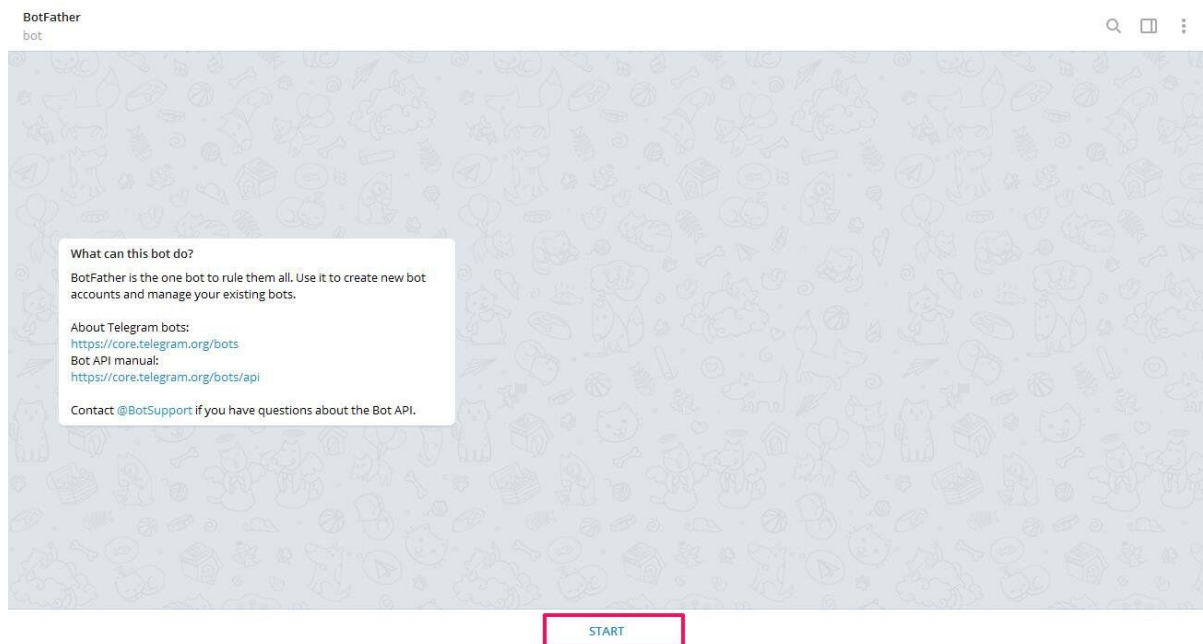 BotFather
bot
What can this bot do?
BotFather is the one bot to rule them all. Use it to create new bot
accounts and manage your existing bots.
About Telegram bots:
https://core.telegram.org/bots
Bot API manual:
https://core.telegram.org/bots/api
Contact @BotSupport if you have questions about the Bot API.
START